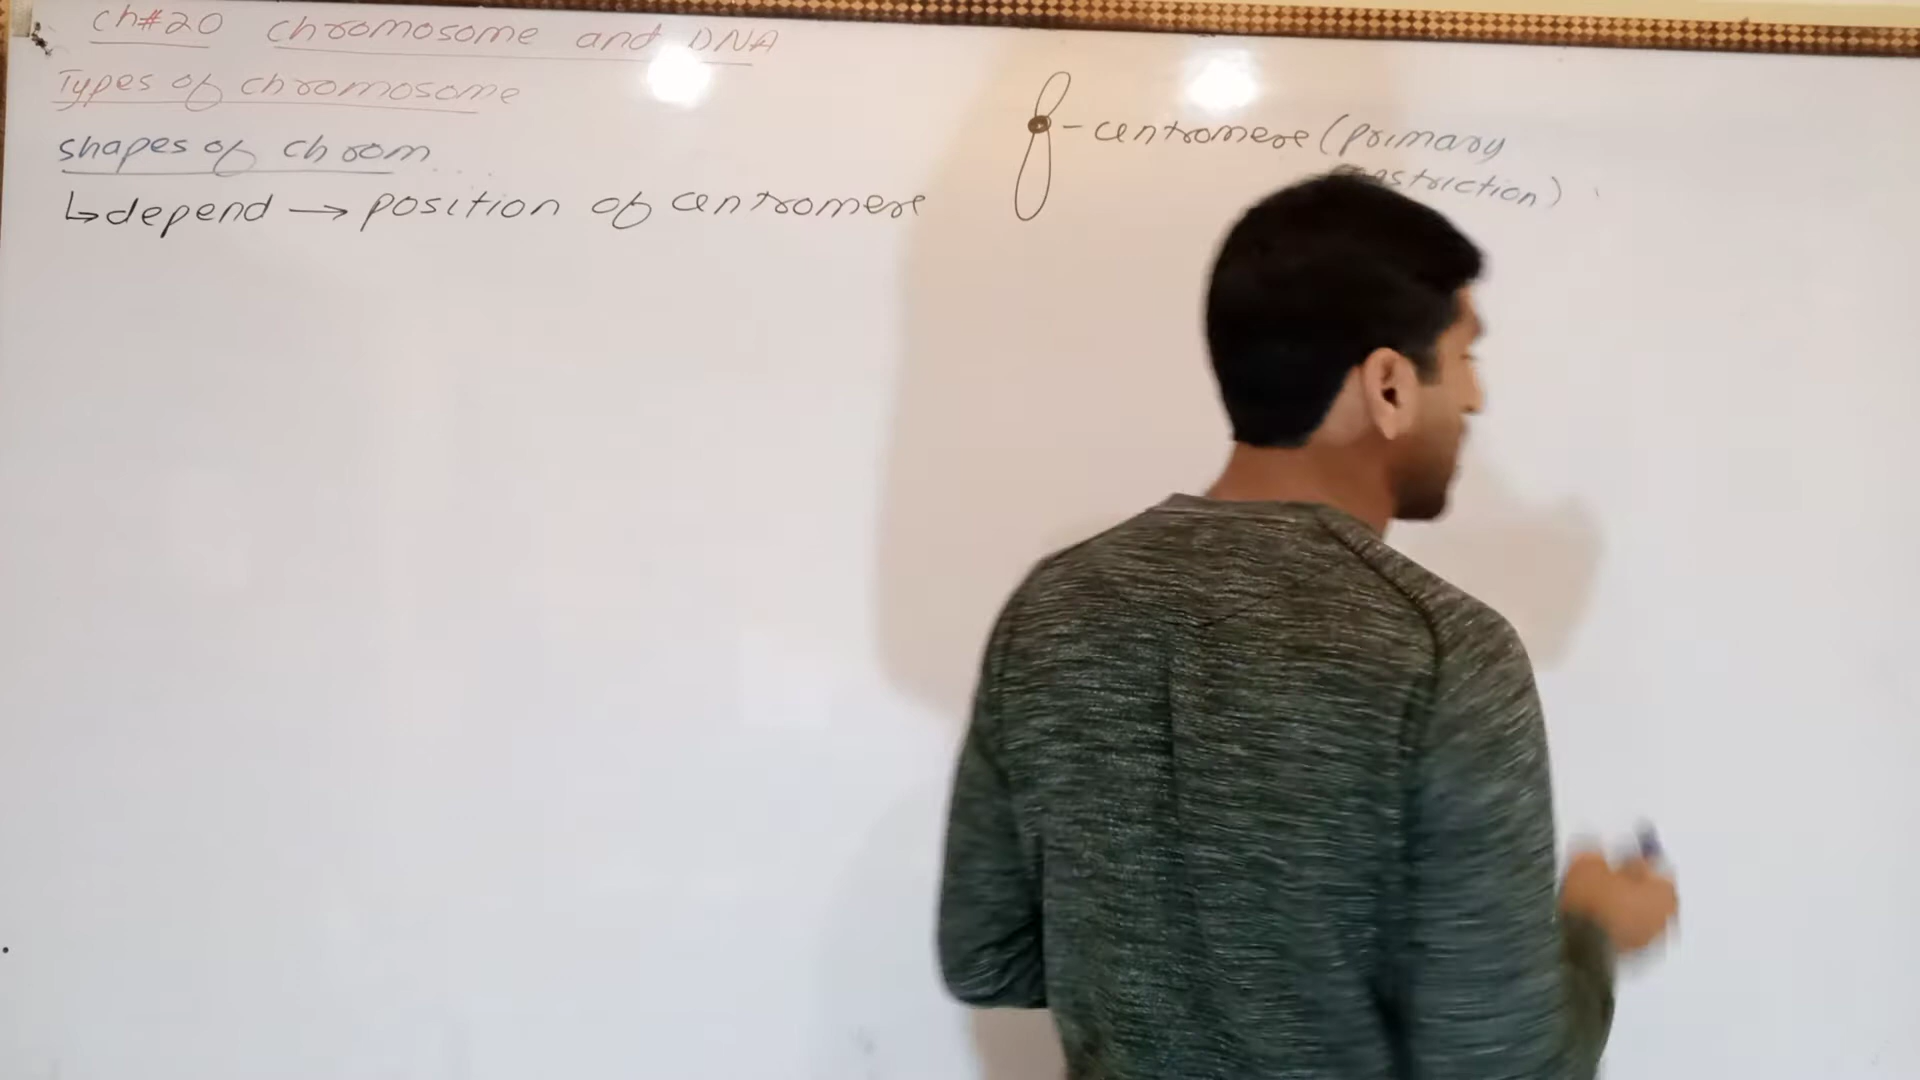 ch#20 chromosome and DNA
Types of chromosome
shapes of chrom....
↳depend → position of centromere
- centromere (primary
constriction)